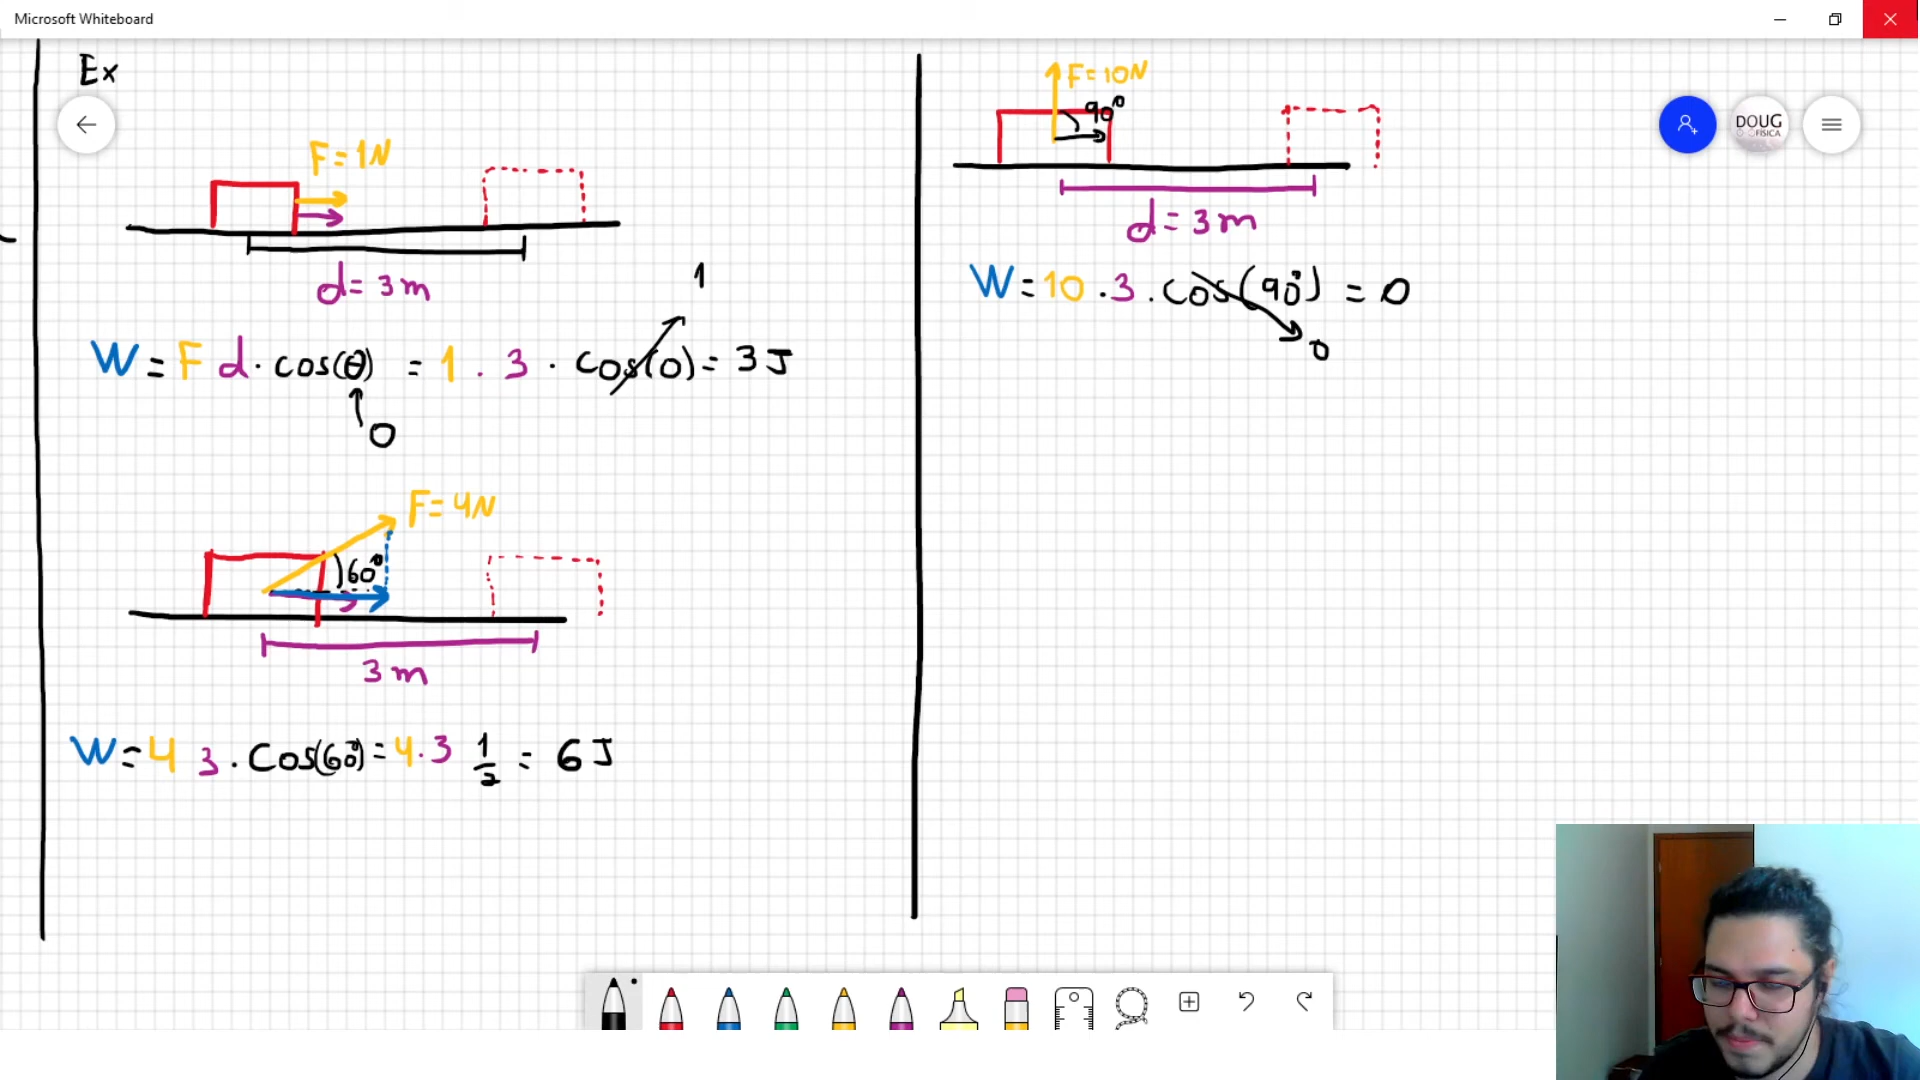 Microsoft Whiteboard
Ex
F = 1N
d = 3 m
1
W = F d · cos(θ) = 1 . 3 · cos(0) = 3 J
0
F = 4N
60°
3 m
W = 4 3 . Cos(60°) = 4 . 3 1/2 = 6 J
F = 10N
90°
d = 3 m
W = 10 . 3 . cos(90°) = 0
0
DOUG
FÍSICA